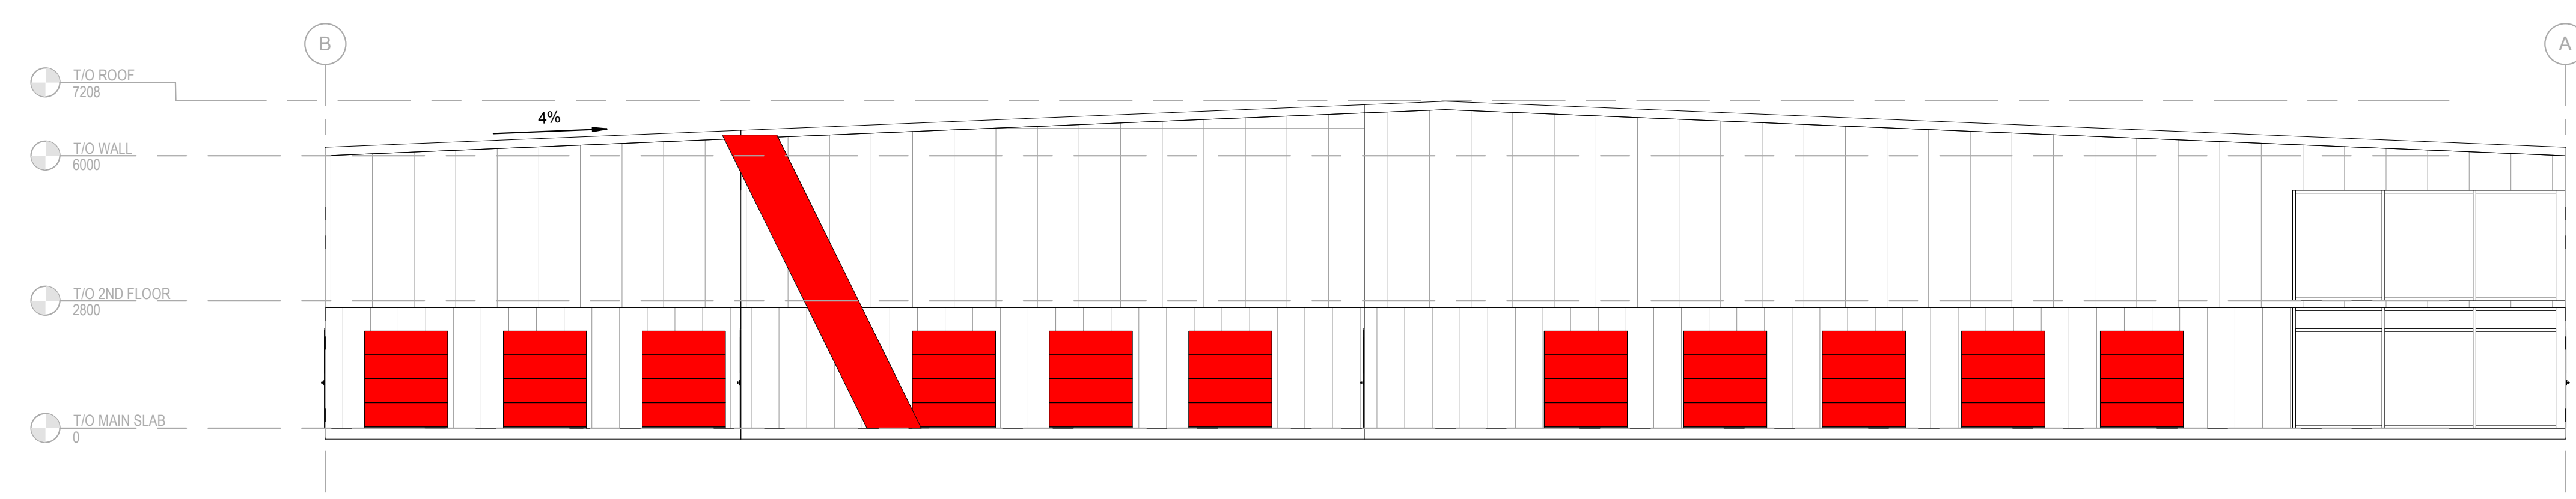 B
A
T/O ROOF
7208
4%
T/O WALL
6000
T/O 2ND FLOOR
2800
T/O MAIN SLAB
0